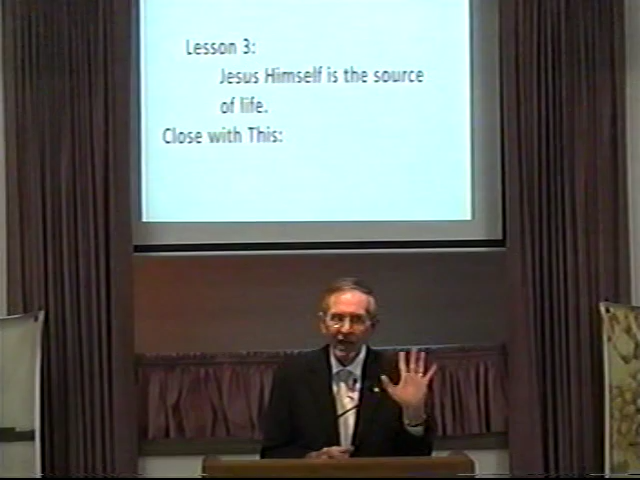 Lesson 3:
Jesus Himself is the source
of life.
Close with This: